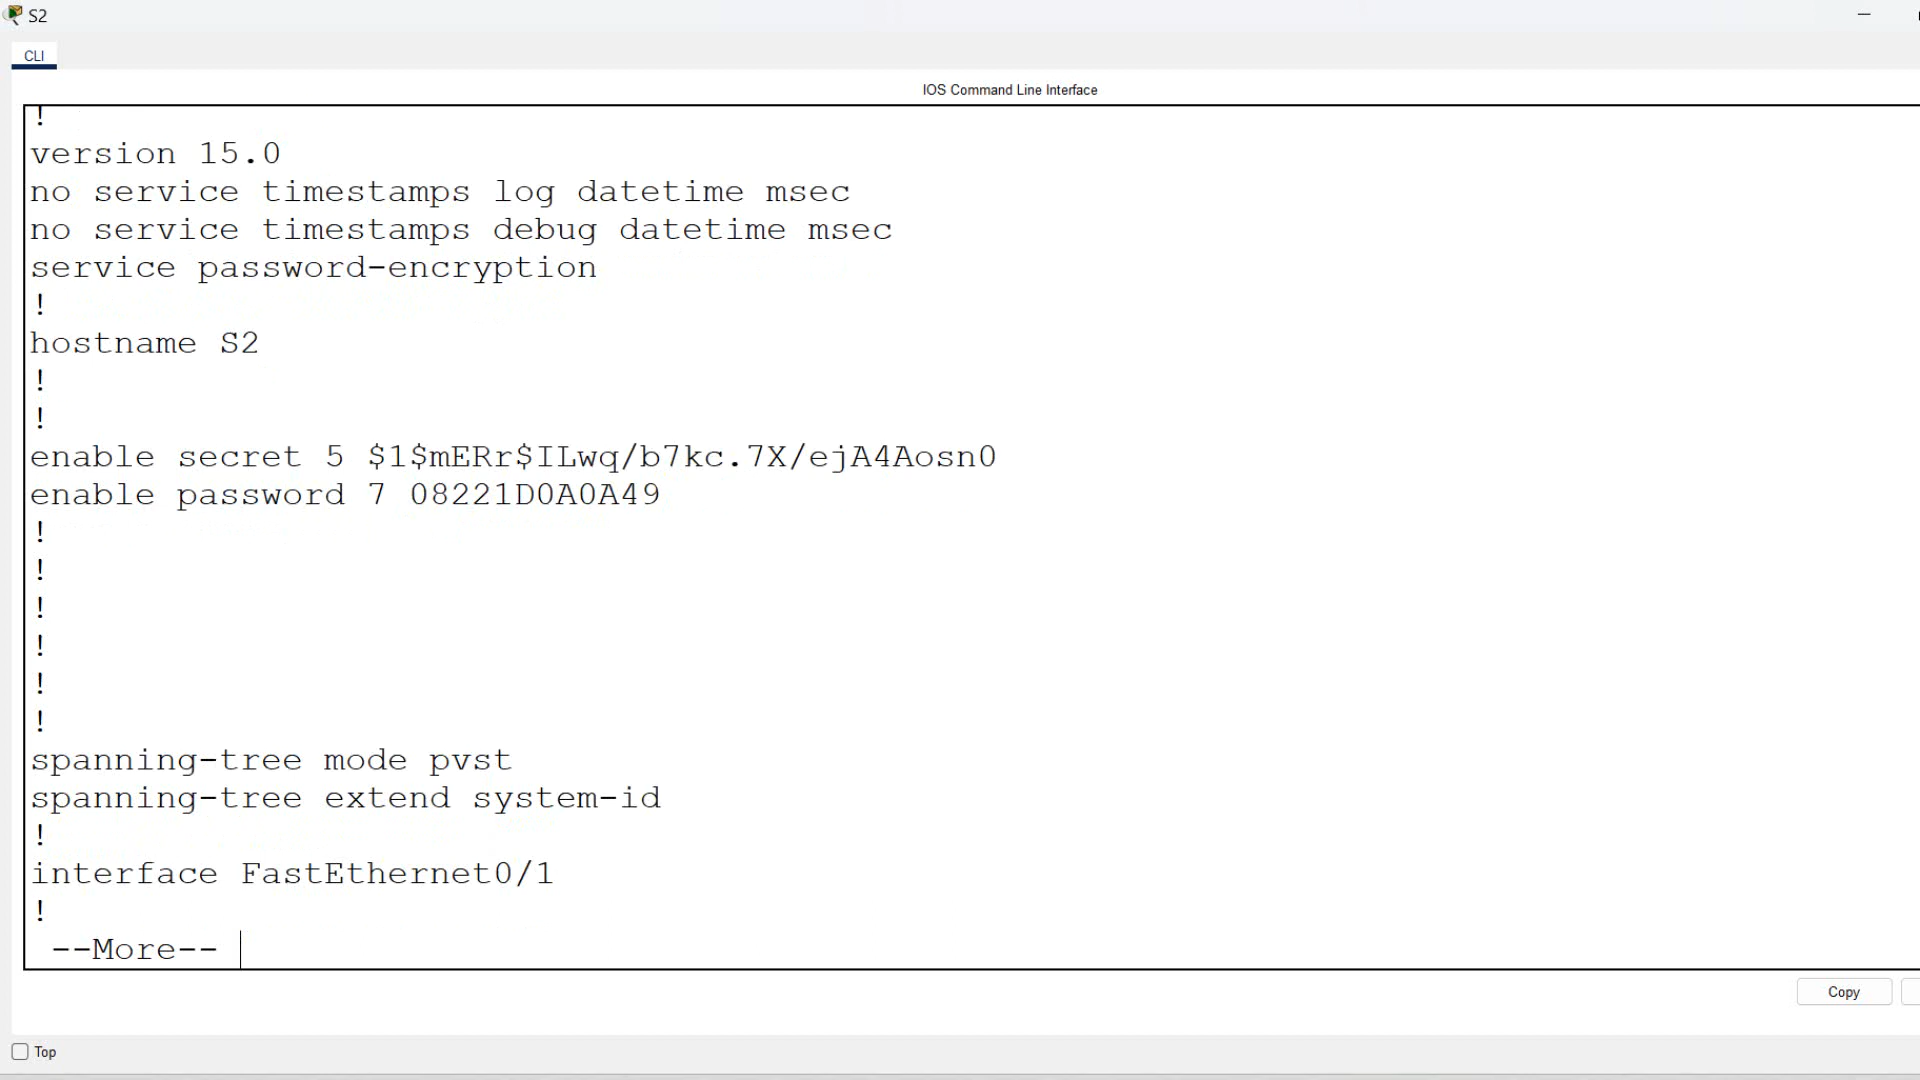 S2
CLI
IOS Command Line Interface
!
version 15.0
no service timestamps log datetime msec
no service timestamps debug datetime msec
service password-encryption
!
hostname S2
!
!
enable secret 5 $1$mERr$ILwq/b7kc.7X/ejA4Aosn0
enable password 7 08221D0A0A49
!
!
!
!
!
!
spanning-tree mode pvst
spanning-tree extend system-id
!
interface FastEthernet0/1
!
--More--
Copy
Top